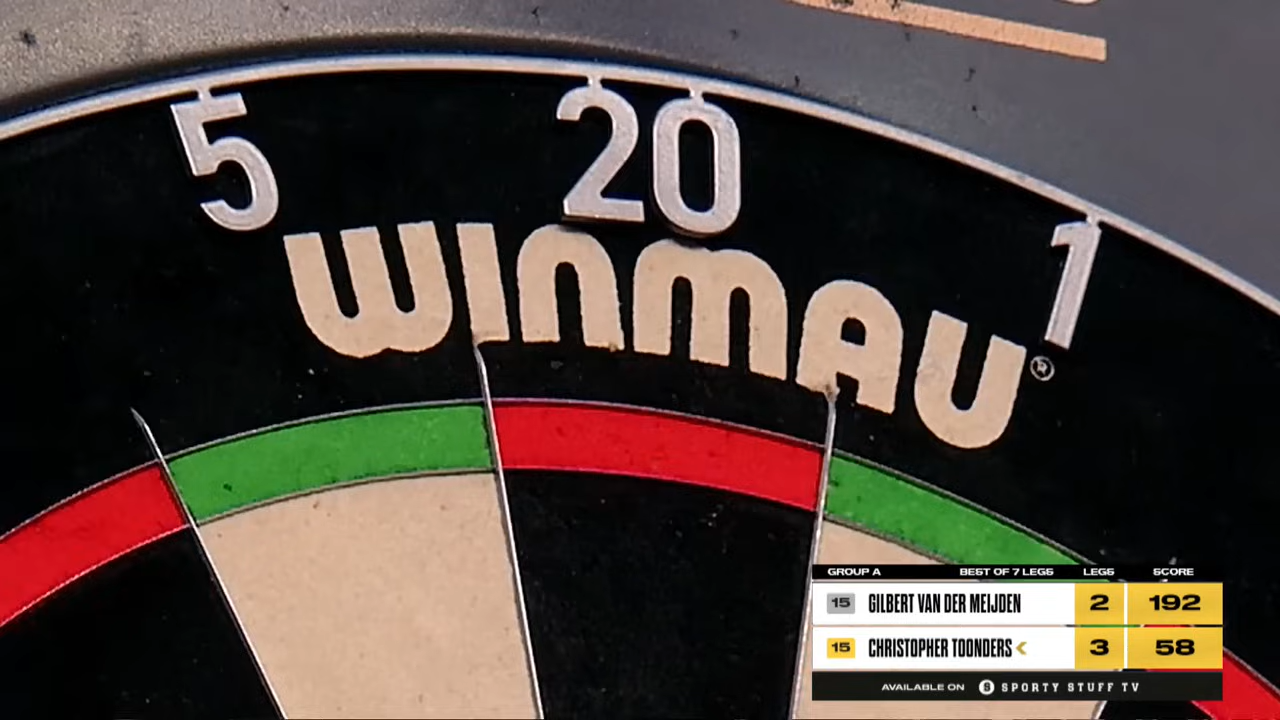 5 20 1
WINMAU®
GROUP A BEST OF 7 LEGS LEGS SCORE
15 GILBERT VAN DER MEIJDEN 2 192
15 CHRISTOPHER TOONDERS 3 58
AVAILABLE ON S SPORTY STUFF TV